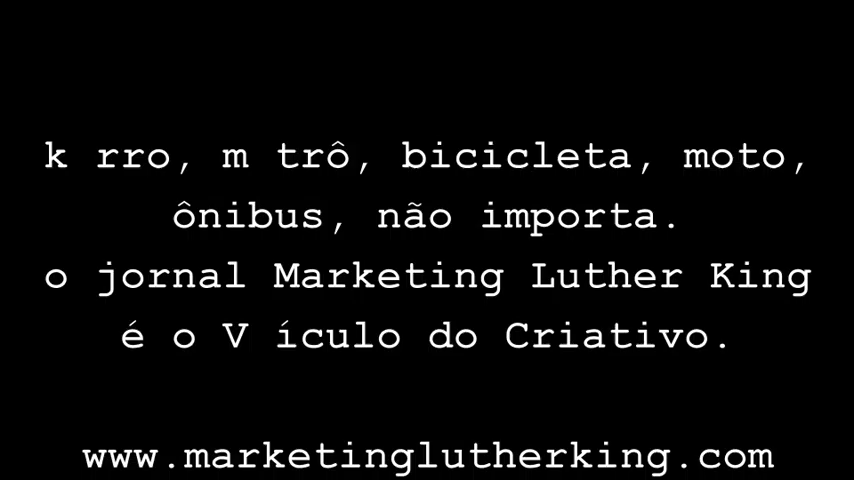 k rro, m trô, bicicleta, moto,
ônibus, não importa.
o jornal Marketing Luther King
é o V ículo do Criativo.
www.marketinglutherking.com